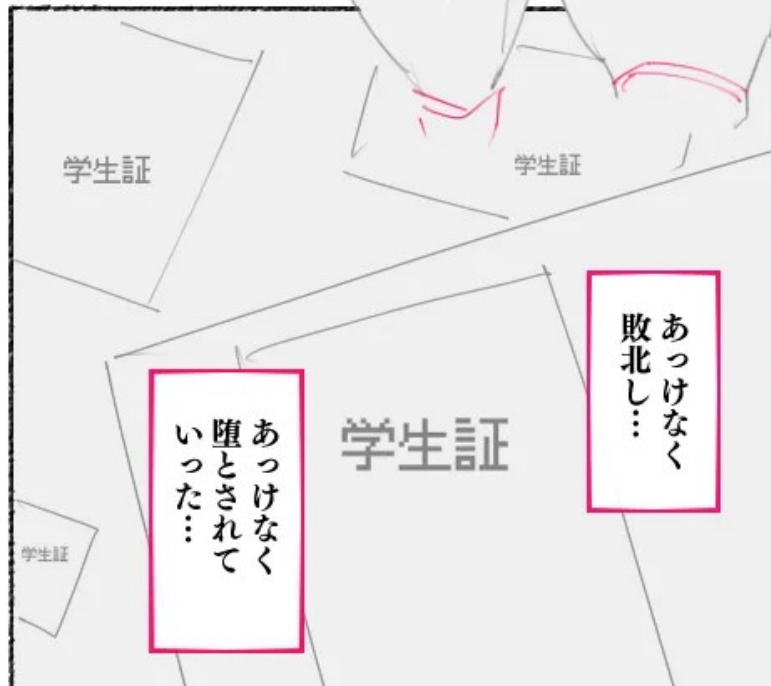 学生証
学生証
あっけなく
敗北し…
学生証
あっけなく
堕とされて
いった…
学生証